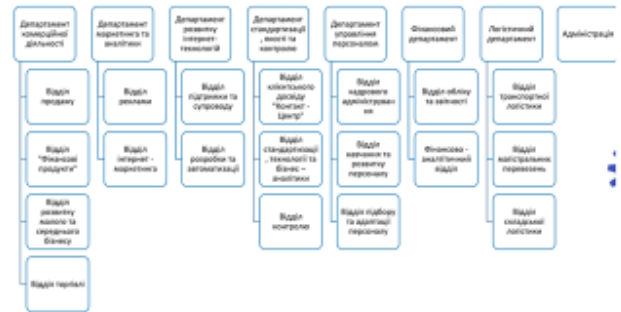 Департамент
комерційної
діяльності
Відділ
продажу
Відділ
"Фінансові
продукти"
Відділ
розвитку
малого та
середнього
бізнесу
Відділ торгівлі
Департамент
маркетингу та
аналітики
Відділ
реклами
Відділ
інтернет -
маркетингу
Департамент
розвитку
інтернет-
технологій
Відділ
підтримки та
супроводу
Відділ
розробки та
автоматизації
Департамент
стандартизації
, якості та
контролю
Відділ
клієнтського
досвіду
"Контакт -
Центр"
Відділ
стандартизації
, технології та
бізнес –
аналітики
Відділ
контролю
Департамент
управління
персоналом
Відділ
кадрового
адмініструван
ня
Відділ
навчання та
розвитку
персоналу
Відділ підбору
та адаптації
персоналу
Фінансовий
департамент
Відділ обліку
та звітності
Фінансово -
аналітичний
відділ
Логістичний
департамент
Відділ
транспортної
логістики
Відділ
магістральних
перевезень
Відділ
складської
логістики
Адміністрація